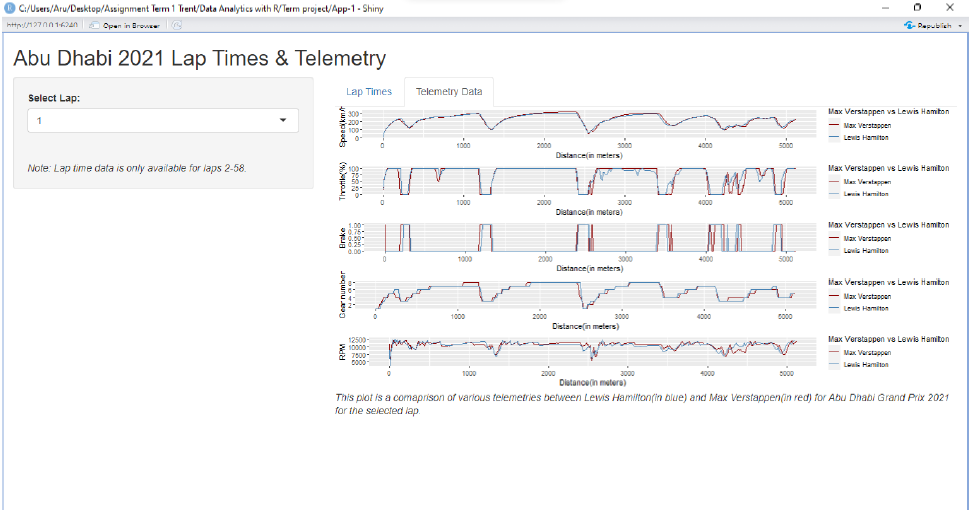 C:/Users/Aru/Desktop/Assignment Term 1 Trent/Data Analytics with R/Term project/App-1 - Shiny
http://127.0.0.1:6240 Open in Browser Republish
Abu Dhabi 2021 Lap Times & Telemetry
Select Lap:
1
Note: Lap time data is only available for laps 2-58.
Lap Times Telemetry Data
Speed(km/h
300
200
100
0
0 1000 2000 3000 4000 5000
Distance(in meters)
Max Verstappen vs Lewis Hamilton
Max Verstappen
Lewis Hamilton
Throttle(%)
100
75
50
25
0
0 1000 2000 3000 4000 5000
Distance(in meters)
Max Verstappen vs Lewis Hamilton
Max Verstappen
Lewis Hamilton
Brake
1.00
0.75
0.50
0.25
0.00
0 1000 2000 3000 4000 5000
Distance(in meters)
Max Verstappen vs Lewis Hamilton
Max Verstappen
Lewis Hamilton
Gear number
8
6
4
2
0 1000 2000 3000 4000 5000
Distance(in meters)
Max Verstappen vs Lewis Hamilton
Max Verstappen
Lewis Hamilton
RPM
12500
10000
7500
5000
0 1000 2000 3000 4000 5000
Distance(in meters)
Max Verstappen vs Lewis Hamilton
Max Verstappen
Lewis Hamilton
This plot is a comaprison of various telemetries between Lewis Hamilton(in blue) and Max Verstappen(in red) for Abu Dhabi Grand Prix 2021
for the selected lap.